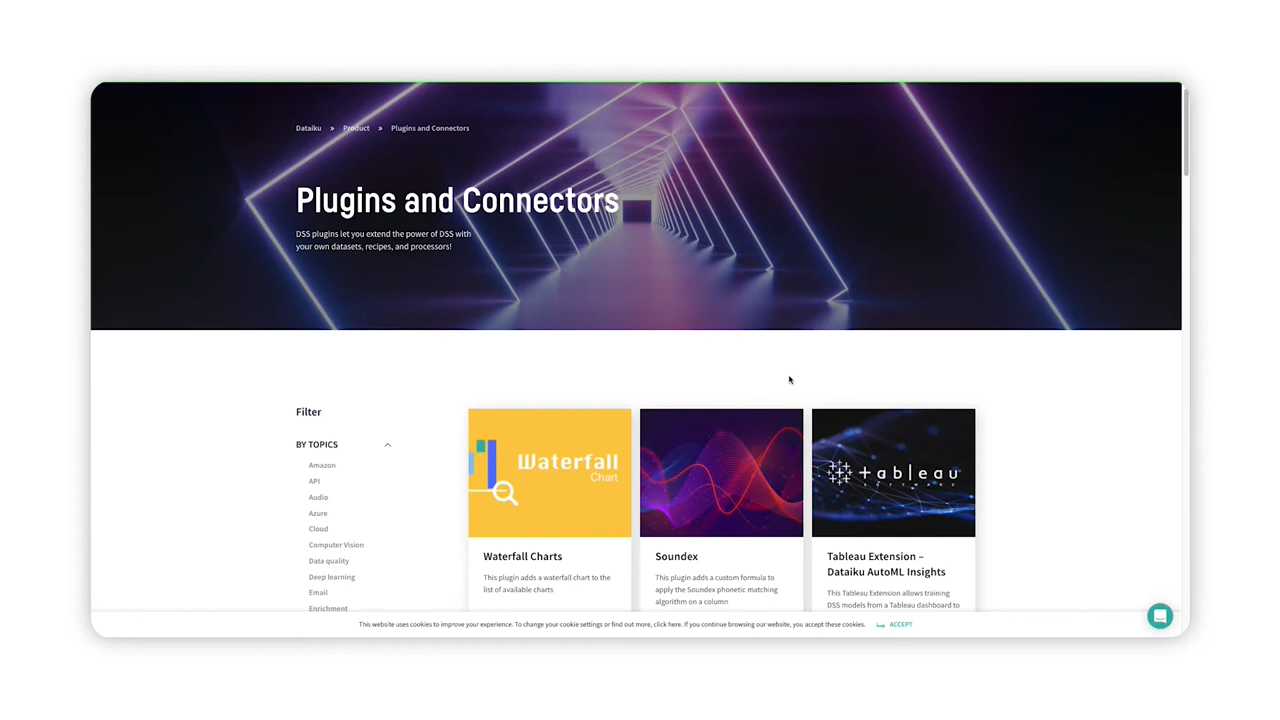 Dataiku » Product » Plugins and Connectors
Plugins and Connectors
DSS plugins let you extend the power of DSS with
your own datasets, recipes, and processors!
Filter
BY TOPICS
Amazon
API
Audio
Azure
Cloud
Computer Vision
Data quality
Deep learning
Email
Enrichment
Waterfall
Chart
Waterfall Charts
This plugin adds a waterfall chart to the
list of available charts
Soundex
This plugin adds a custom formula to
apply the Soundex phonetic matching
algorithm on a column
tableau
SOFTWARE
Tableau Extension –
Dataiku AutoML Insights
This Tableau Extension allows training
DSS models from a Tableau dashboard to
This website uses cookies to improve your experience. To change your cookie settings or find out more, click here. If you continue browsing our website, you accept these cookies. ACCEPT